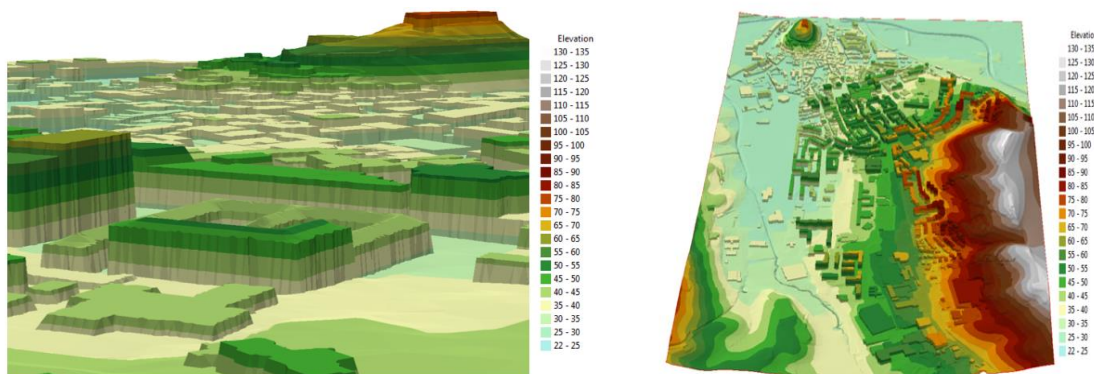 Elevation
130 - 135
125 - 130
120 - 125
115 - 120
110 - 115
105 - 110
100 - 105
95 - 100
90 - 95
85 - 90
80 - 85
75 - 80
70 - 75
65 - 70
60 - 65
55 - 60
50 - 55
45 - 50
40 - 45
35 - 40
30 - 35
25 - 30
22 - 25
Elevation
130 - 135
125 - 130
120 - 125
115 - 120
110 - 115
105 - 110
100 - 105
95 - 100
90 - 95
85 - 90
80 - 85
75 - 80
70 - 75
65 - 70
60 - 65
55 - 60
50 - 55
45 - 50
40 - 45
35 - 40
30 - 35
25 - 30
22 - 25